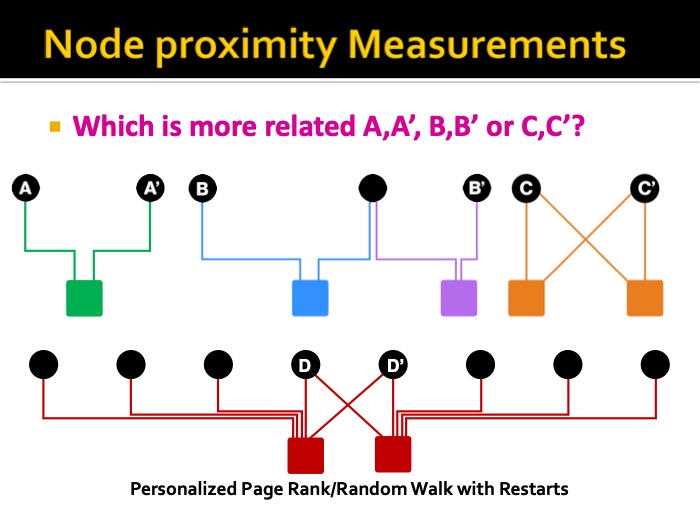 Node proximity Measurements
Which is more related A,A’, B,B’ or C,C’?
A A’ B B’ C C’
D D’
Personalized Page Rank/Random Walk with Restarts